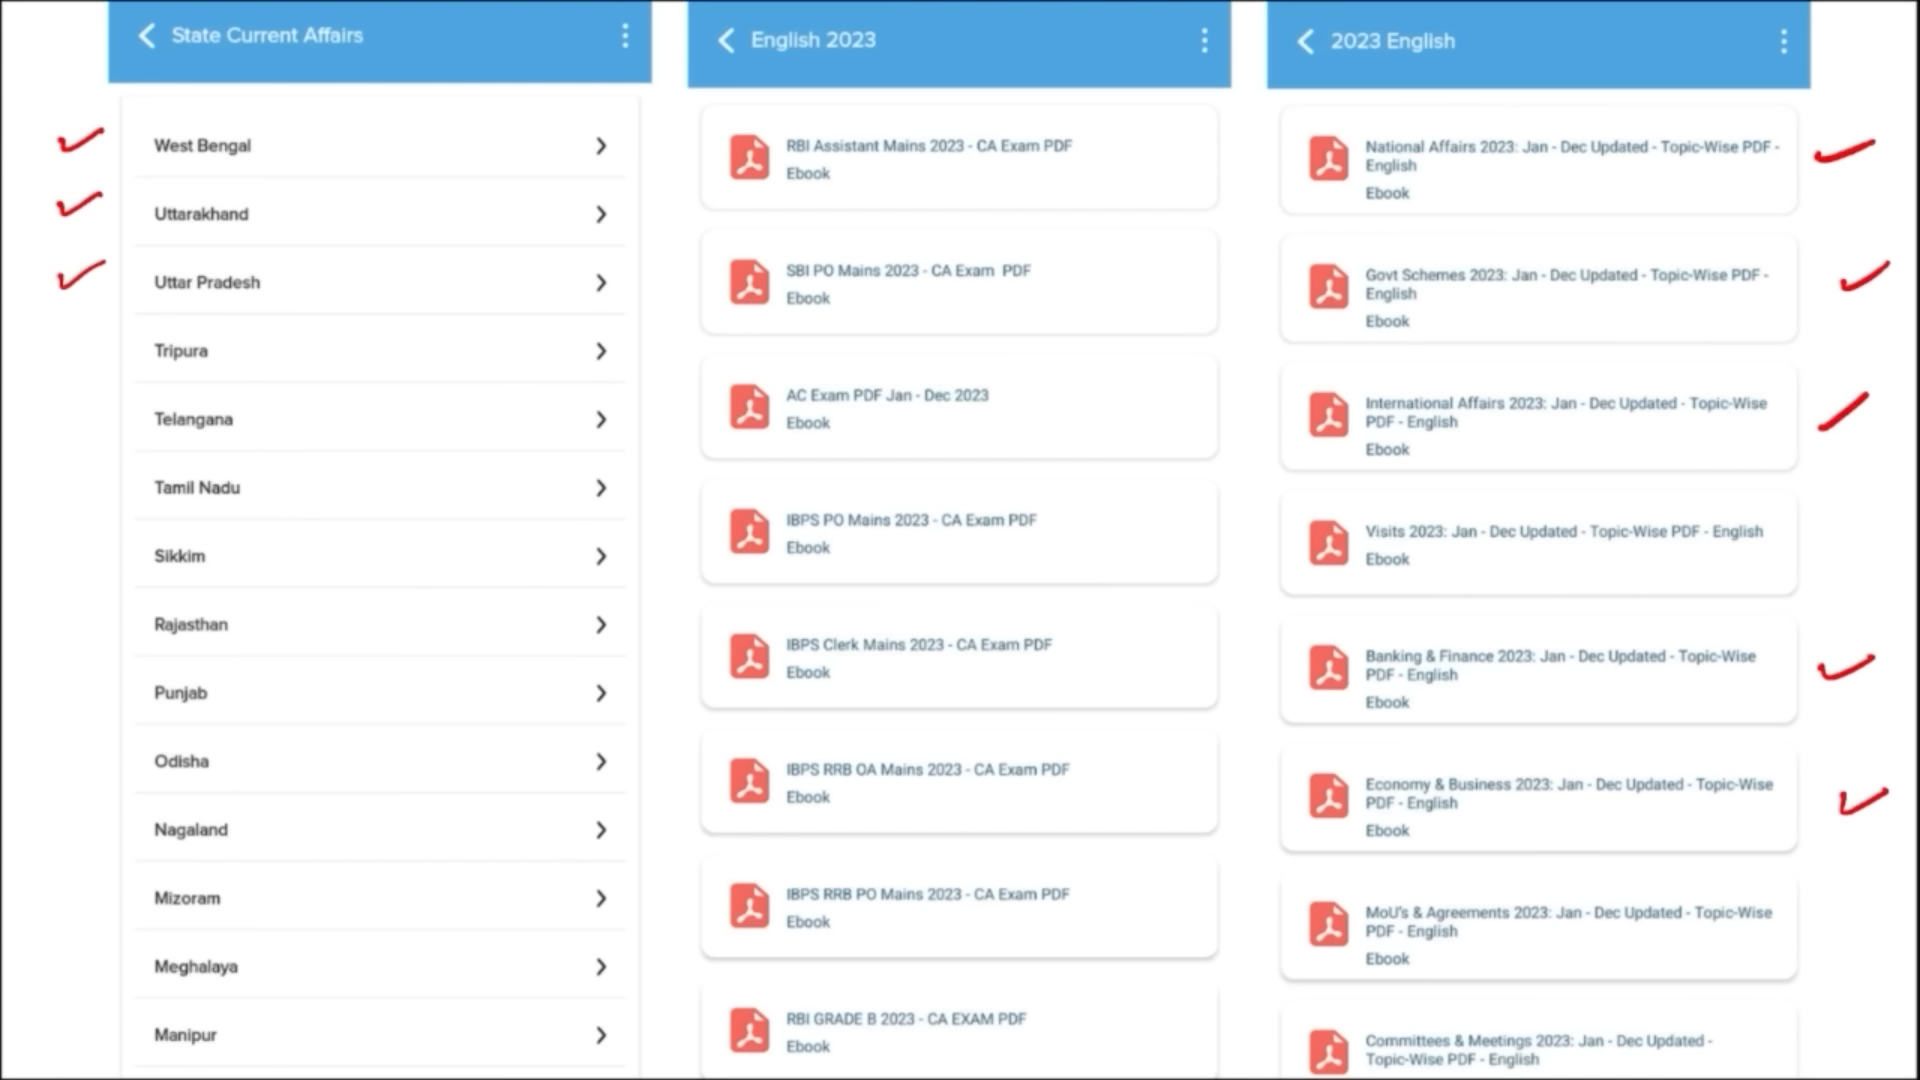 State Current Affairs
West Bengal
Uttarakhand
Uttar Pradesh
Tripura
Telangana
Tamil Nadu
Sikkim
Rajasthan
Punjab
Odisha
Nagaland
Mizoram
Meghalaya
Manipur
English 2023
RBI Assistant Mains 2023 - CA Exam PDF
Ebook
SBI PO Mains 2023 - CA Exam PDF
Ebook
AC Exam PDF Jan - Dec 2023
Ebook
IBPS PO Mains 2023 - CA Exam PDF
Ebook
IBPS Clerk Mains 2023 - CA Exam PDF
Ebook
IBPS RRB OA Mains 2023 - CA Exam PDF
Ebook
IBPS RRB PO Mains 2023 - CA Exam PDF
Ebook
RBI GRADE B 2023 - CA EXAM PDF
Ebook
2023 English
National Affairs 2023: Jan - Dec Updated - Topic-Wise PDF -
English
Ebook
Govt Schemes 2023: Jan - Dec Updated - Topic-Wise PDF -
English
Ebook
International Affairs 2023: Jan - Dec Updated - Topic-Wise
PDF - English
Ebook
Visits 2023: Jan - Dec Updated - Topic-Wise PDF - English
Ebook
Banking & Finance 2023: Jan - Dec Updated - Topic-Wise
PDF - English
Ebook
Economy & Business 2023: Jan - Dec Updated - Topic-Wise
PDF - English
Ebook
MoU's & Agreements 2023: Jan - Dec Updated - Topic-Wise
PDF - English
Ebook
Committees & Meetings 2023: Jan - Dec Updated -
Topic-Wise PDF - English